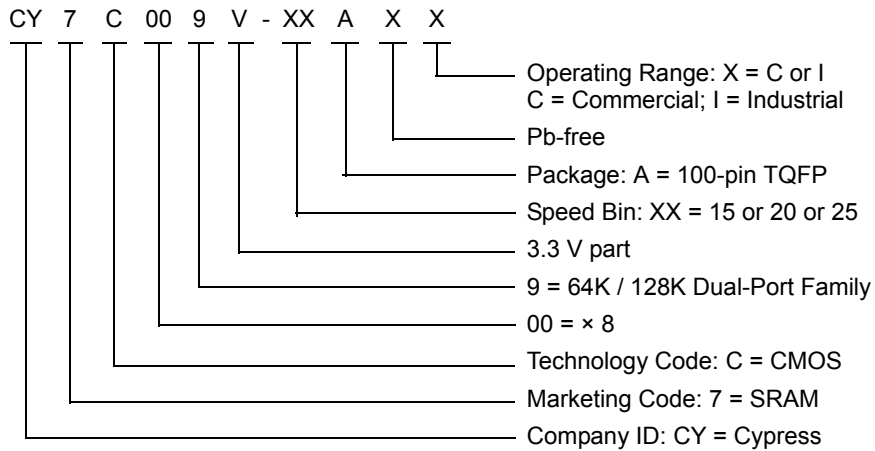 CY 7 C 00 9 V - XX A X X
Operating Range: X = C or I
C = Commercial; I = Industrial
Pb-free
Package: A = 100-pin TQFP
Speed Bin: XX = 15 or 20 or 25
3.3 V part
9 = 64K / 128K Dual-Port Family
00 = × 8
Technology Code: C = CMOS
Marketing Code: 7 = SRAM
Company ID: CY = Cypress